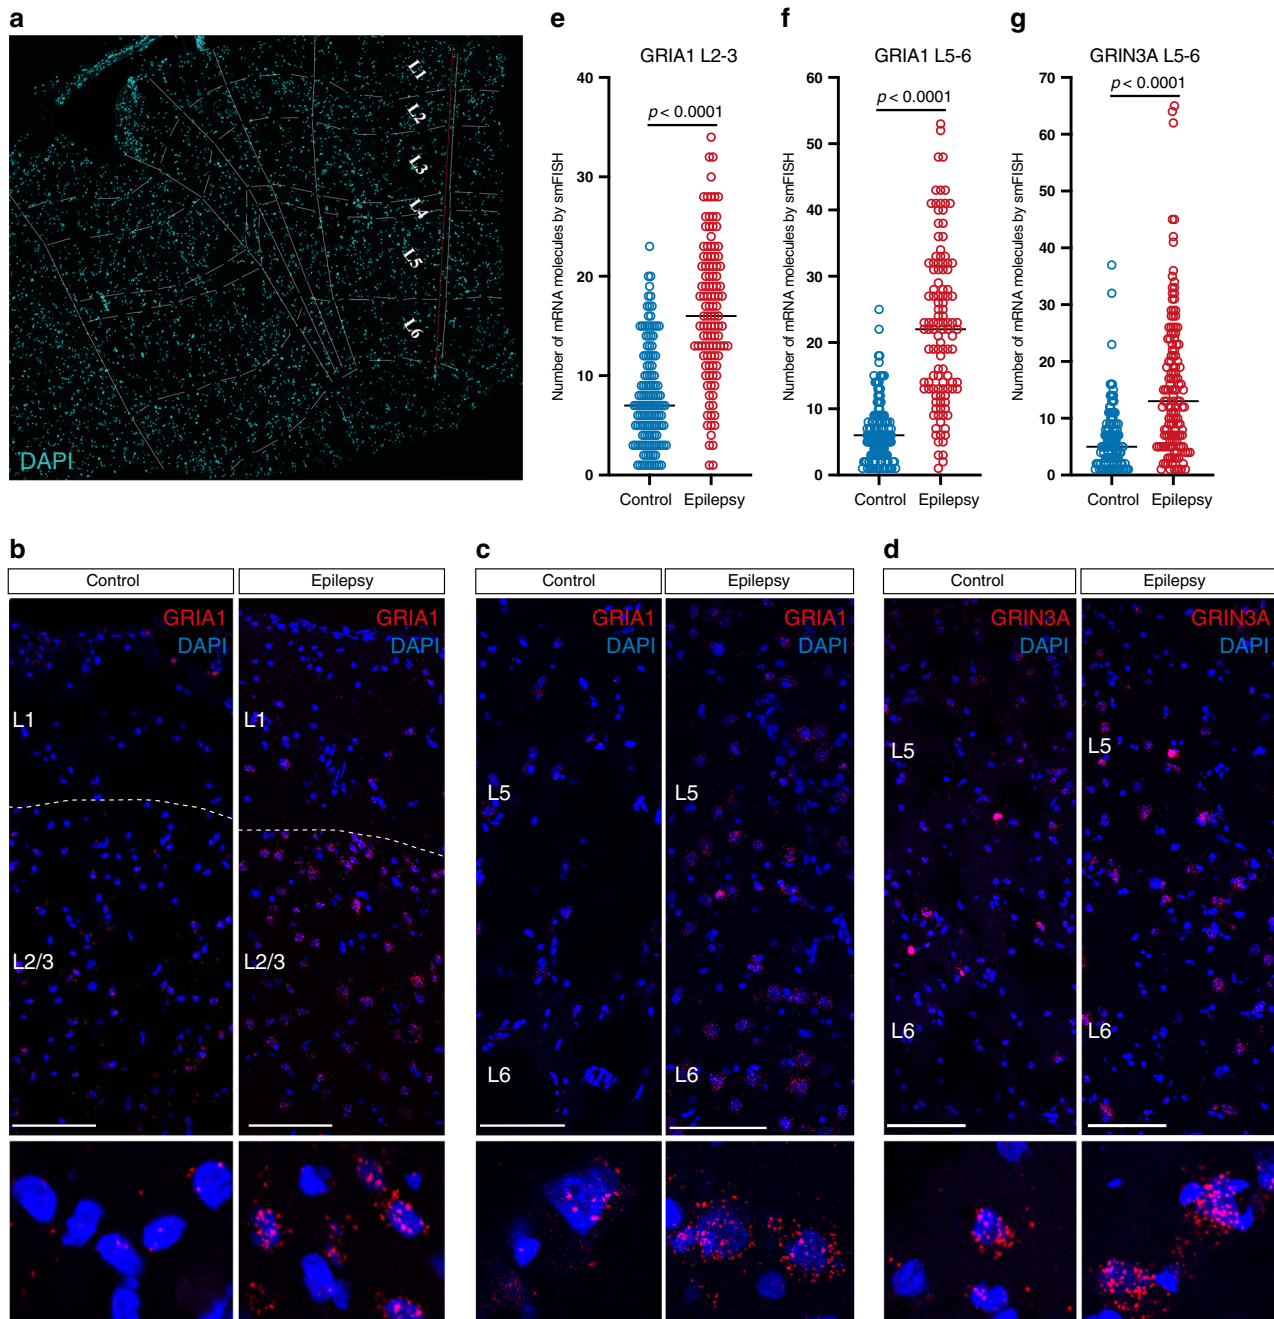 a
L1
L2
L3
L4
L5
L6
DAPI
e
GRIA1 L2-3
p < 0.0001
Number of mRNA molecules by smFISH
40
30
20
10
0
Control Epilepsy
f
GRIA1 L5-6
p < 0.0001
Number of mRNA molecules by smFISH
60
50
40
30
20
10
0
Control Epilepsy
g
GRIN3A L5-6
p < 0.0001
Number of mRNA molecules by smFISH
70
60
50
40
30
20
10
0
Control Epilepsy
b
Control
Epilepsy
GRIA1
DAPI
L1
L2/3
GRIA1
DAPI
L1
L2/3
c
Control
Epilepsy
GRIA1
DAPI
L5
L6
GRIA1
DAPI
L5
L6
d
Control
Epilepsy
GRIN3A
DAPI
L5
L6
GRIN3A
DAPI
L5
L6